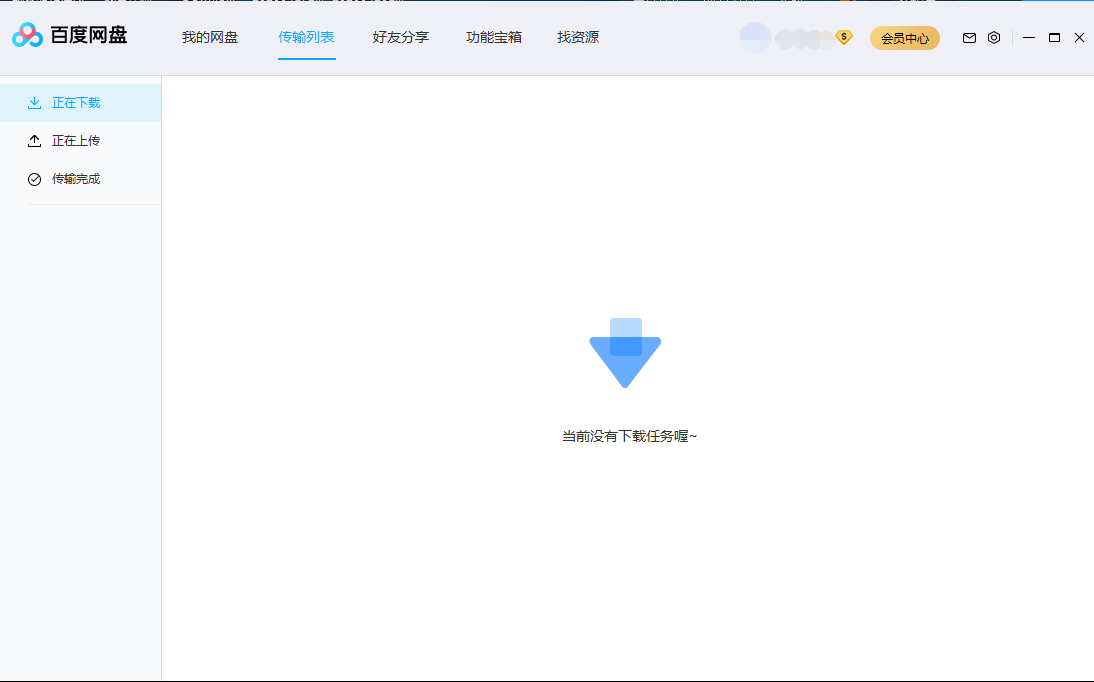 百度网盘
我的网盘 传输列表 好友分享 功能宝箱 找资源
S 会员中心
正在下载
正在上传
传输完成
当前没有下载任务喔~